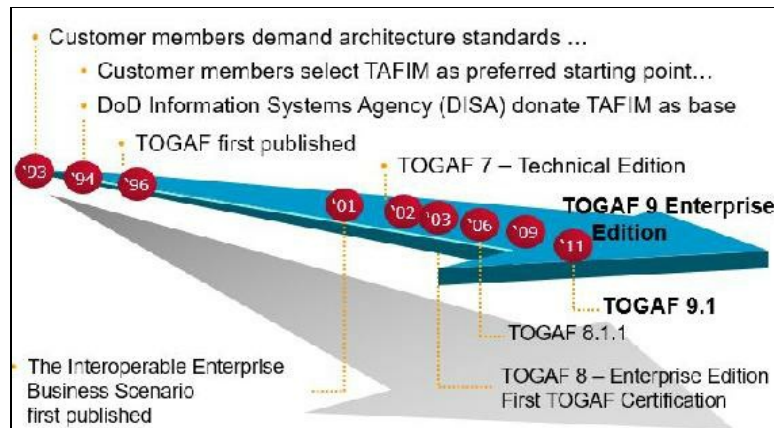 Customer members demand architecture standards …
Customer members select TAFIM as preferred starting point…
DoD Information Systems Agency (DISA) donate TAFIM as base
TOGAF first published
TOGAF 7 – Technical Edition
'93
'94
'96
'01
'02
'03
'06
'09
'11
TOGAF 9 Enterprise
Edition
TOGAF 9.1
TOGAF 8.1.1
The Interoperable Enterprise
Business Scenario
first published
TOGAF 8 – Enterprise Edition
First TOGAF Certification